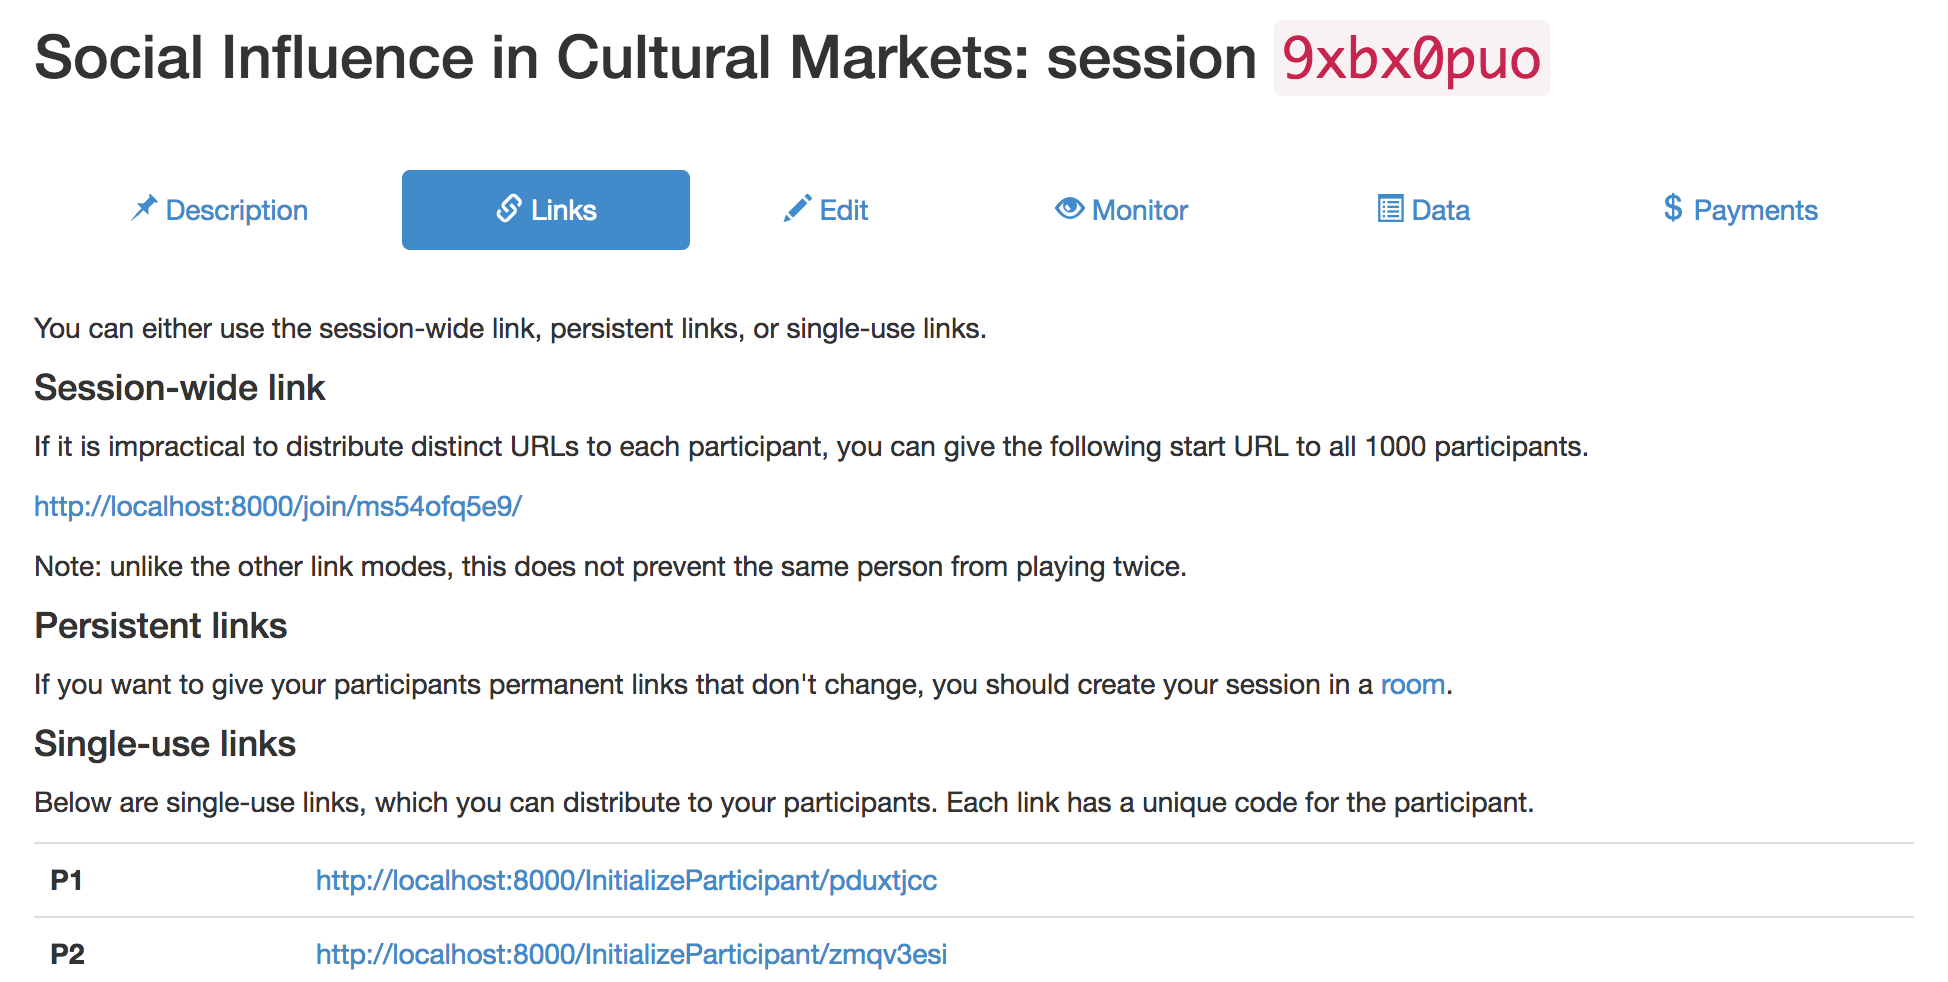 Social Influence in Cultural Markets: session 9xbx0puo
Description Links Edit Monitor Data $ Payments
You can either use the session-wide link, persistent links, or single-use links.
Session-wide link
If it is impractical to distribute distinct URLs to each participant, you can give the following start URL to all 1000 participants.
http://localhost:8000/join/ms54ofq5e9/
Note: unlike the other link modes, this does not prevent the same person from playing twice.
Persistent links
If you want to give your participants permanent links that don't change, you should create your session in a room.
Single-use links
Below are single-use links, which you can distribute to your participants. Each link has a unique code for the participant.
P1 http://localhost:8000/InitializeParticipant/pduxtjcc
P2 http://localhost:8000/InitializeParticipant/zmqv3esi